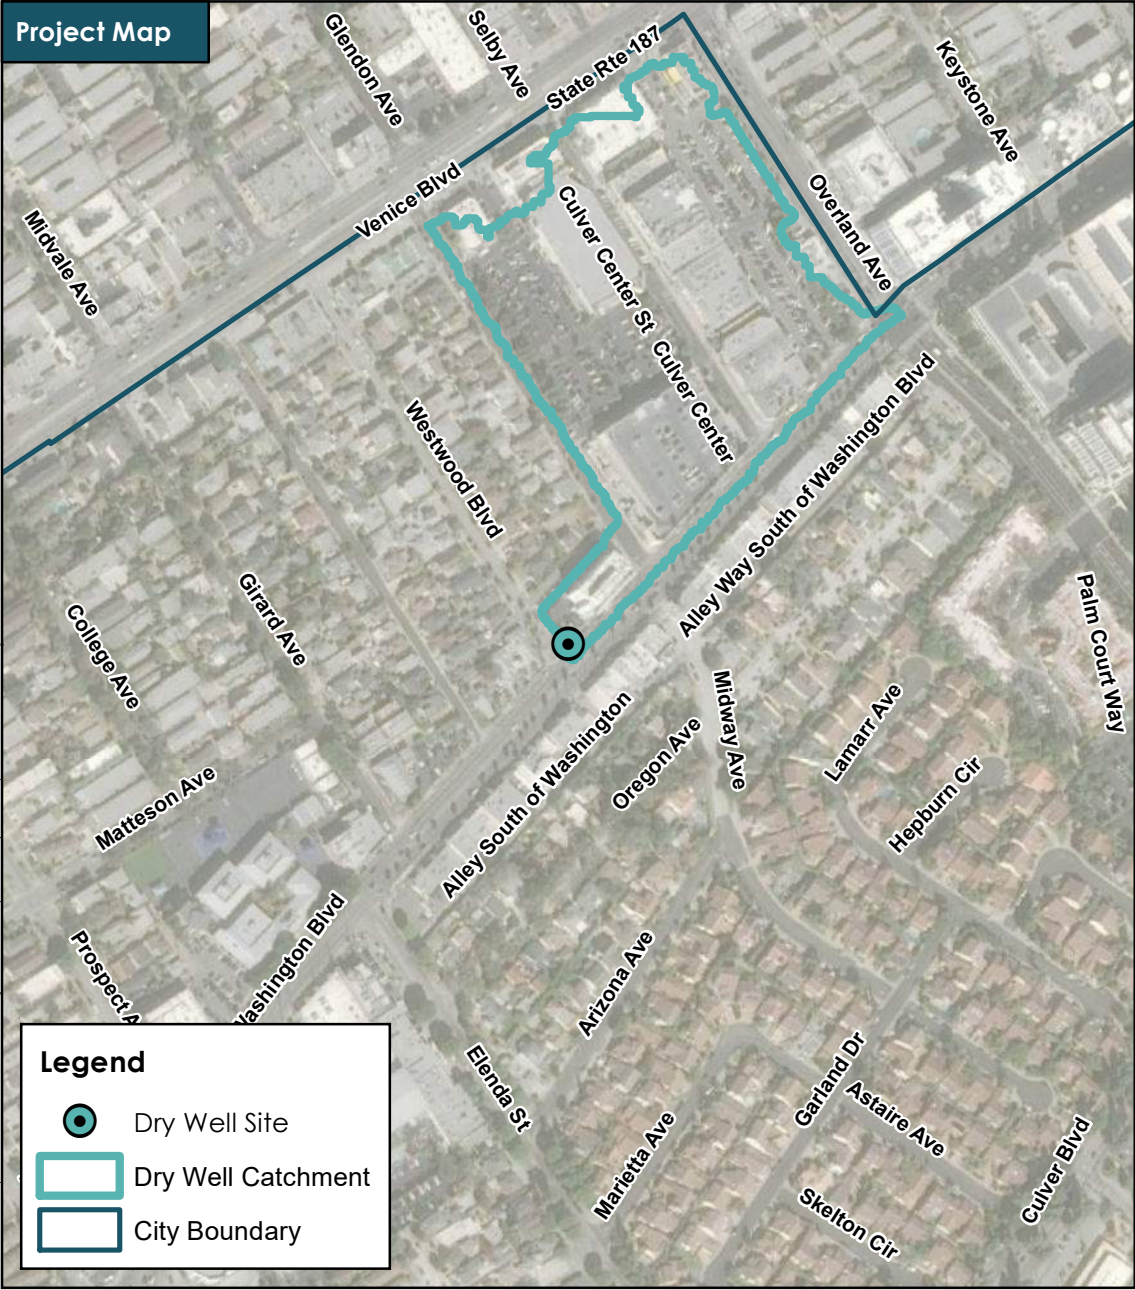 Project Map
Glendon Ave
Selby Ave
State Rte 187
Keystone Ave
Venice Blvd
Midvale Ave
Overland Ave
Culver Center St
Culver Center
Westwood Blvd
Alley Way South of Washington Blvd
Girard Ave
College Ave
Palm Court Way
Midway Ave
Lamarr Ave
Oregon Ave
Alley South of Washington
Hepburn Cir
Matteson Ave
Washington Blvd
Prospect A
Arizona Ave
Elenda St
Garland Dr
Astaire Ave
Marietta Ave
Culver Blvd
Skelton Cir
Legend
Dry Well Site
Dry Well Catchment
City Boundary